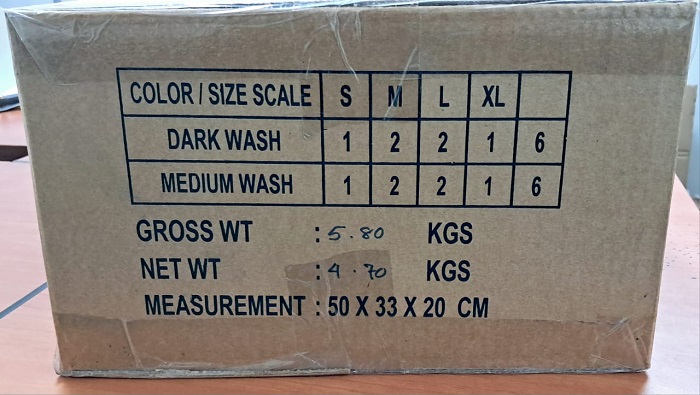 COLOR / SIZE SCALE S M L XL
DARK WASH 1 2 2 1 6
MEDIUM WASH 1 2 2 1 6
GROSS WT : 5.80 KGS
NET WT : 4.70 KGS
MEASUREMENT : 50 X 33 X 20 CM